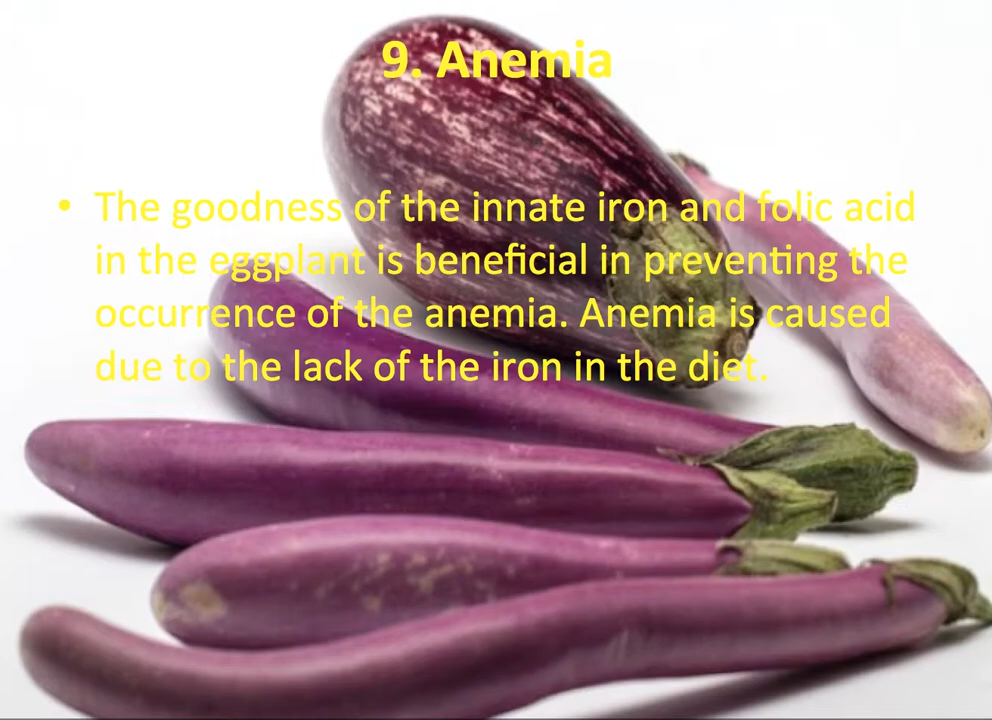 9. Anemia
• The goodness of the innate iron and folic acid
in the eggplant is beneficial in preventing the
occurrence of the anemia. Anemia is caused
due to the lack of the iron in the diet.